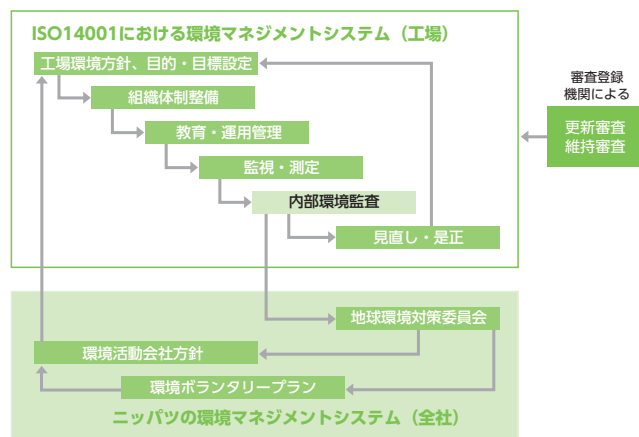 ISO14001における環境マネジメントシステム（工場）
工場環境方針、目的・目標設定
組織体制整備
教育・運用管理
監視・測定
内部環境監査
見直し・是正
審査登録
機関による
更新審査
維持審査
地球環境対策委員会
環境活動会社方針
環境ボランタリープラン
ニッパツの環境マネジメントシステム（全社）